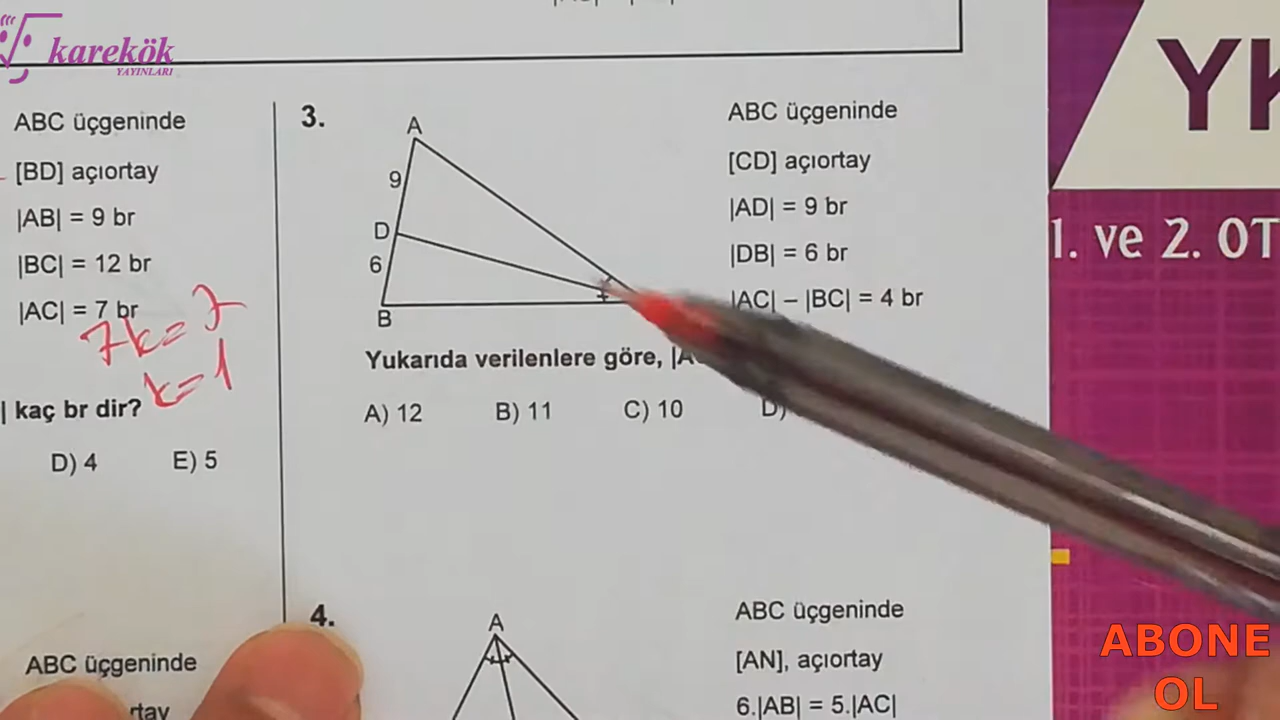 karekök
YAYINLARI
ABC üçgeninde
[BD] açıortay
|AB| = 9 br
|BC| = 12 br
|AC| = 7 br
7k = 7
k = 1
| kaç br dir?
D) 4 E) 5
ABC üçgeninde
rtay
3.
A
9
D
6
B
ABC üçgeninde
[CD] açıortay
|AD| = 9 br
|DB| = 6 br
|AC| – |BC| = 4 br
Yukarıda verilenlere göre, |A
A) 12 B) 11 C) 10 D)
4.
A
ABC üçgeninde
[AN], açıortay
6.|AB| = 5.|AC|
1. ve 2. OT
ABONE
OL